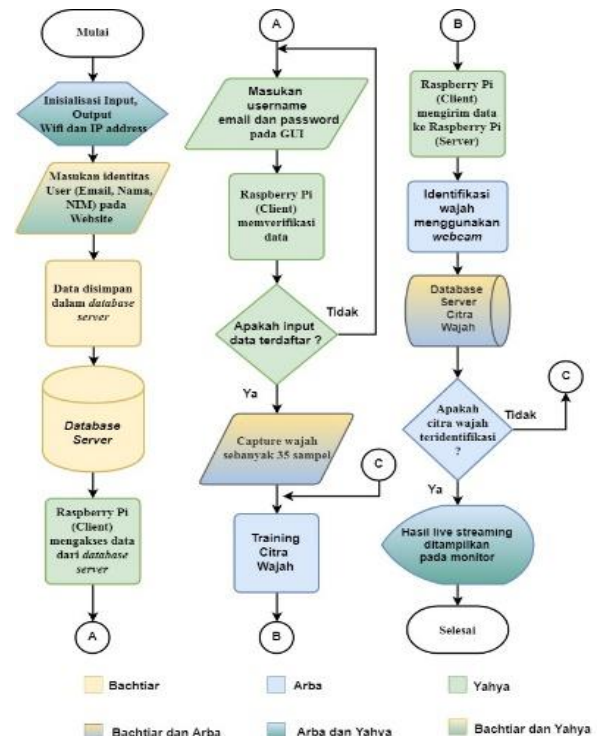 Mulai
Inisialisasi Input,
Output
Wifi dan IP address
Masukan identitas
User (Email, Nama,
NIM) pada
Website
Data disimpan
dalam database
server
Database
Server
Raspberry Pi
(Client)
mengakses data
dari database
server
A
A
Masukan
username
email dan password
pada GUI
Raspberry Pi
(Client)
memverifikasi
data
Apakah input
data terdaftar ?
Tidak
Ya
Capture wajah
sebanyak 35 sampel
C
Training
Citra
Wajah
B
B
Raspberry Pi
(Client)
mengirim data
ke Raspberry Pi
(Server)
Identifikasi
wajah
menggunakan
webcam
Database
Server
Citra
Wajah
C
Apakah
citra wajah
teridentifikasi
?
Tidak
Ya
Hasil live streaming
ditampilkan
pada monitor
Selesai
Bachtiar
Arba
Yahya
Bachtiar dan Arba
Arba dan Yahya
Bachtiar dan Yahya